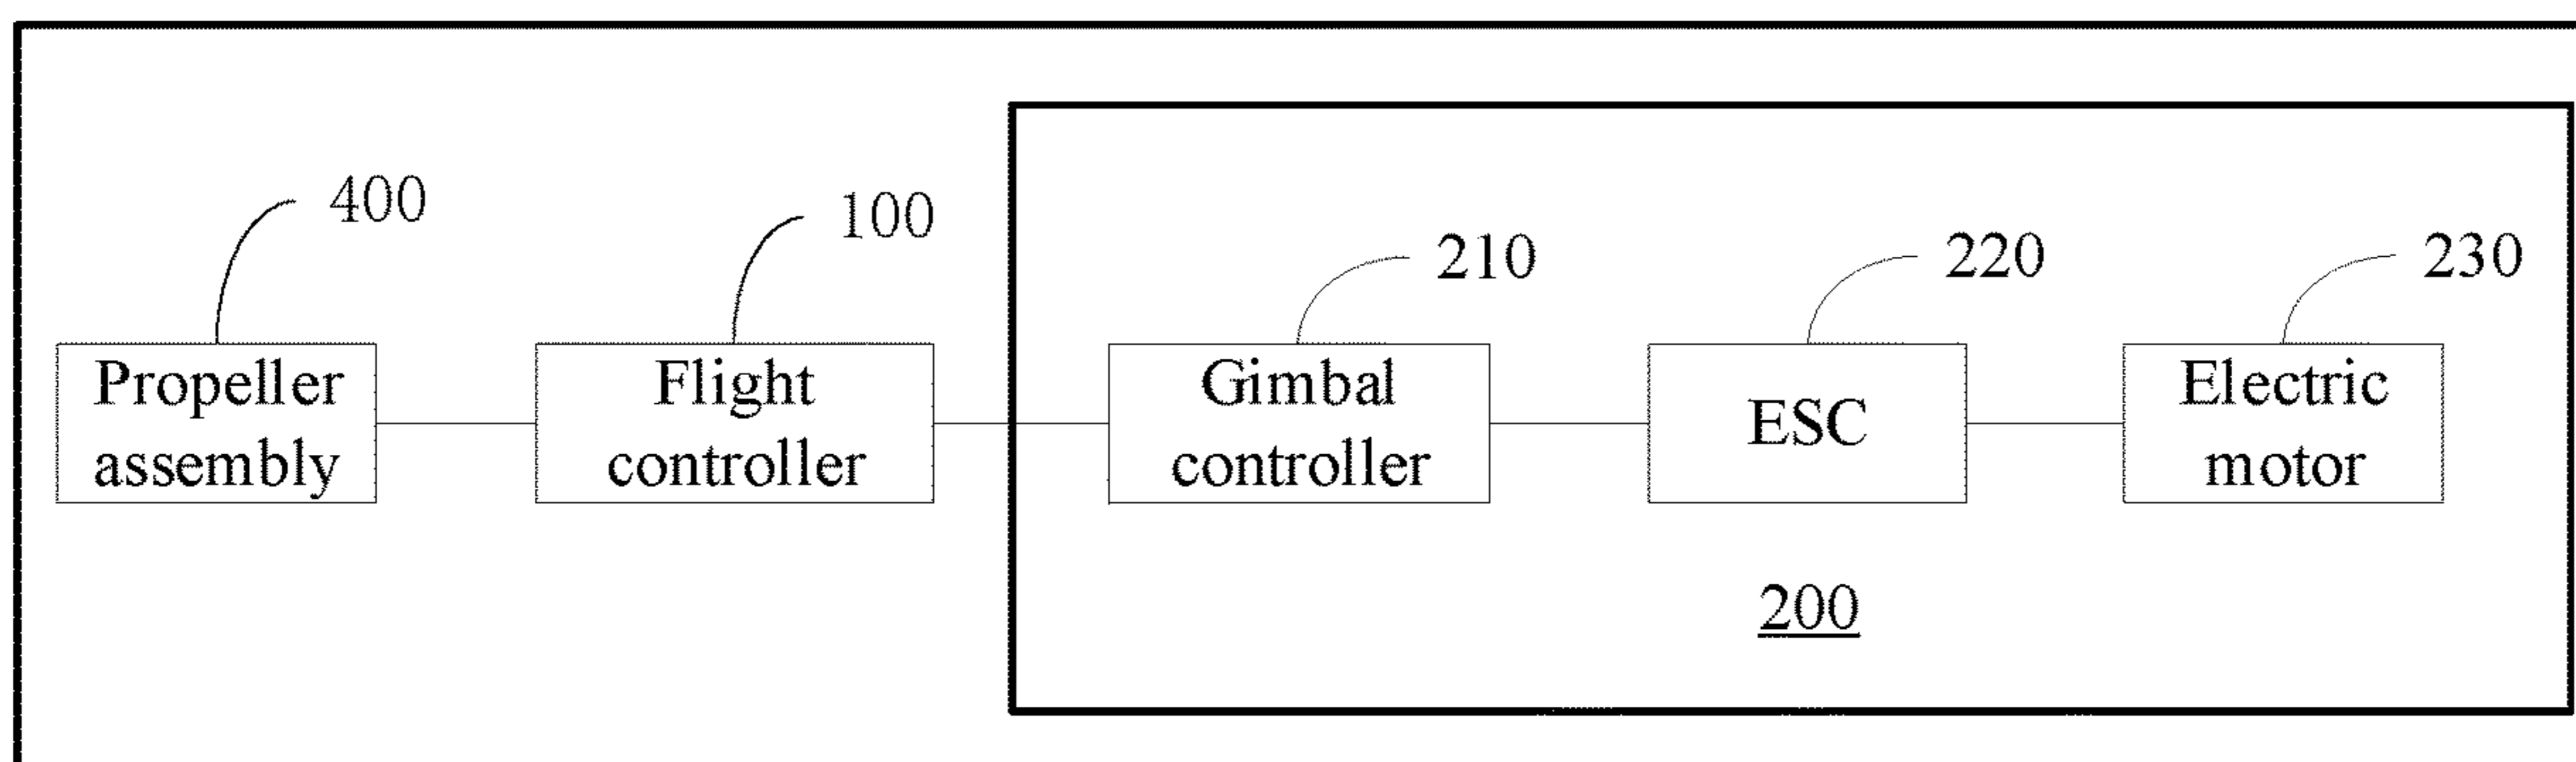 400
100
210
220
230
Propeller
assembly
Flight
controller
Gimbal
controller
ESC
Electric
motor
200